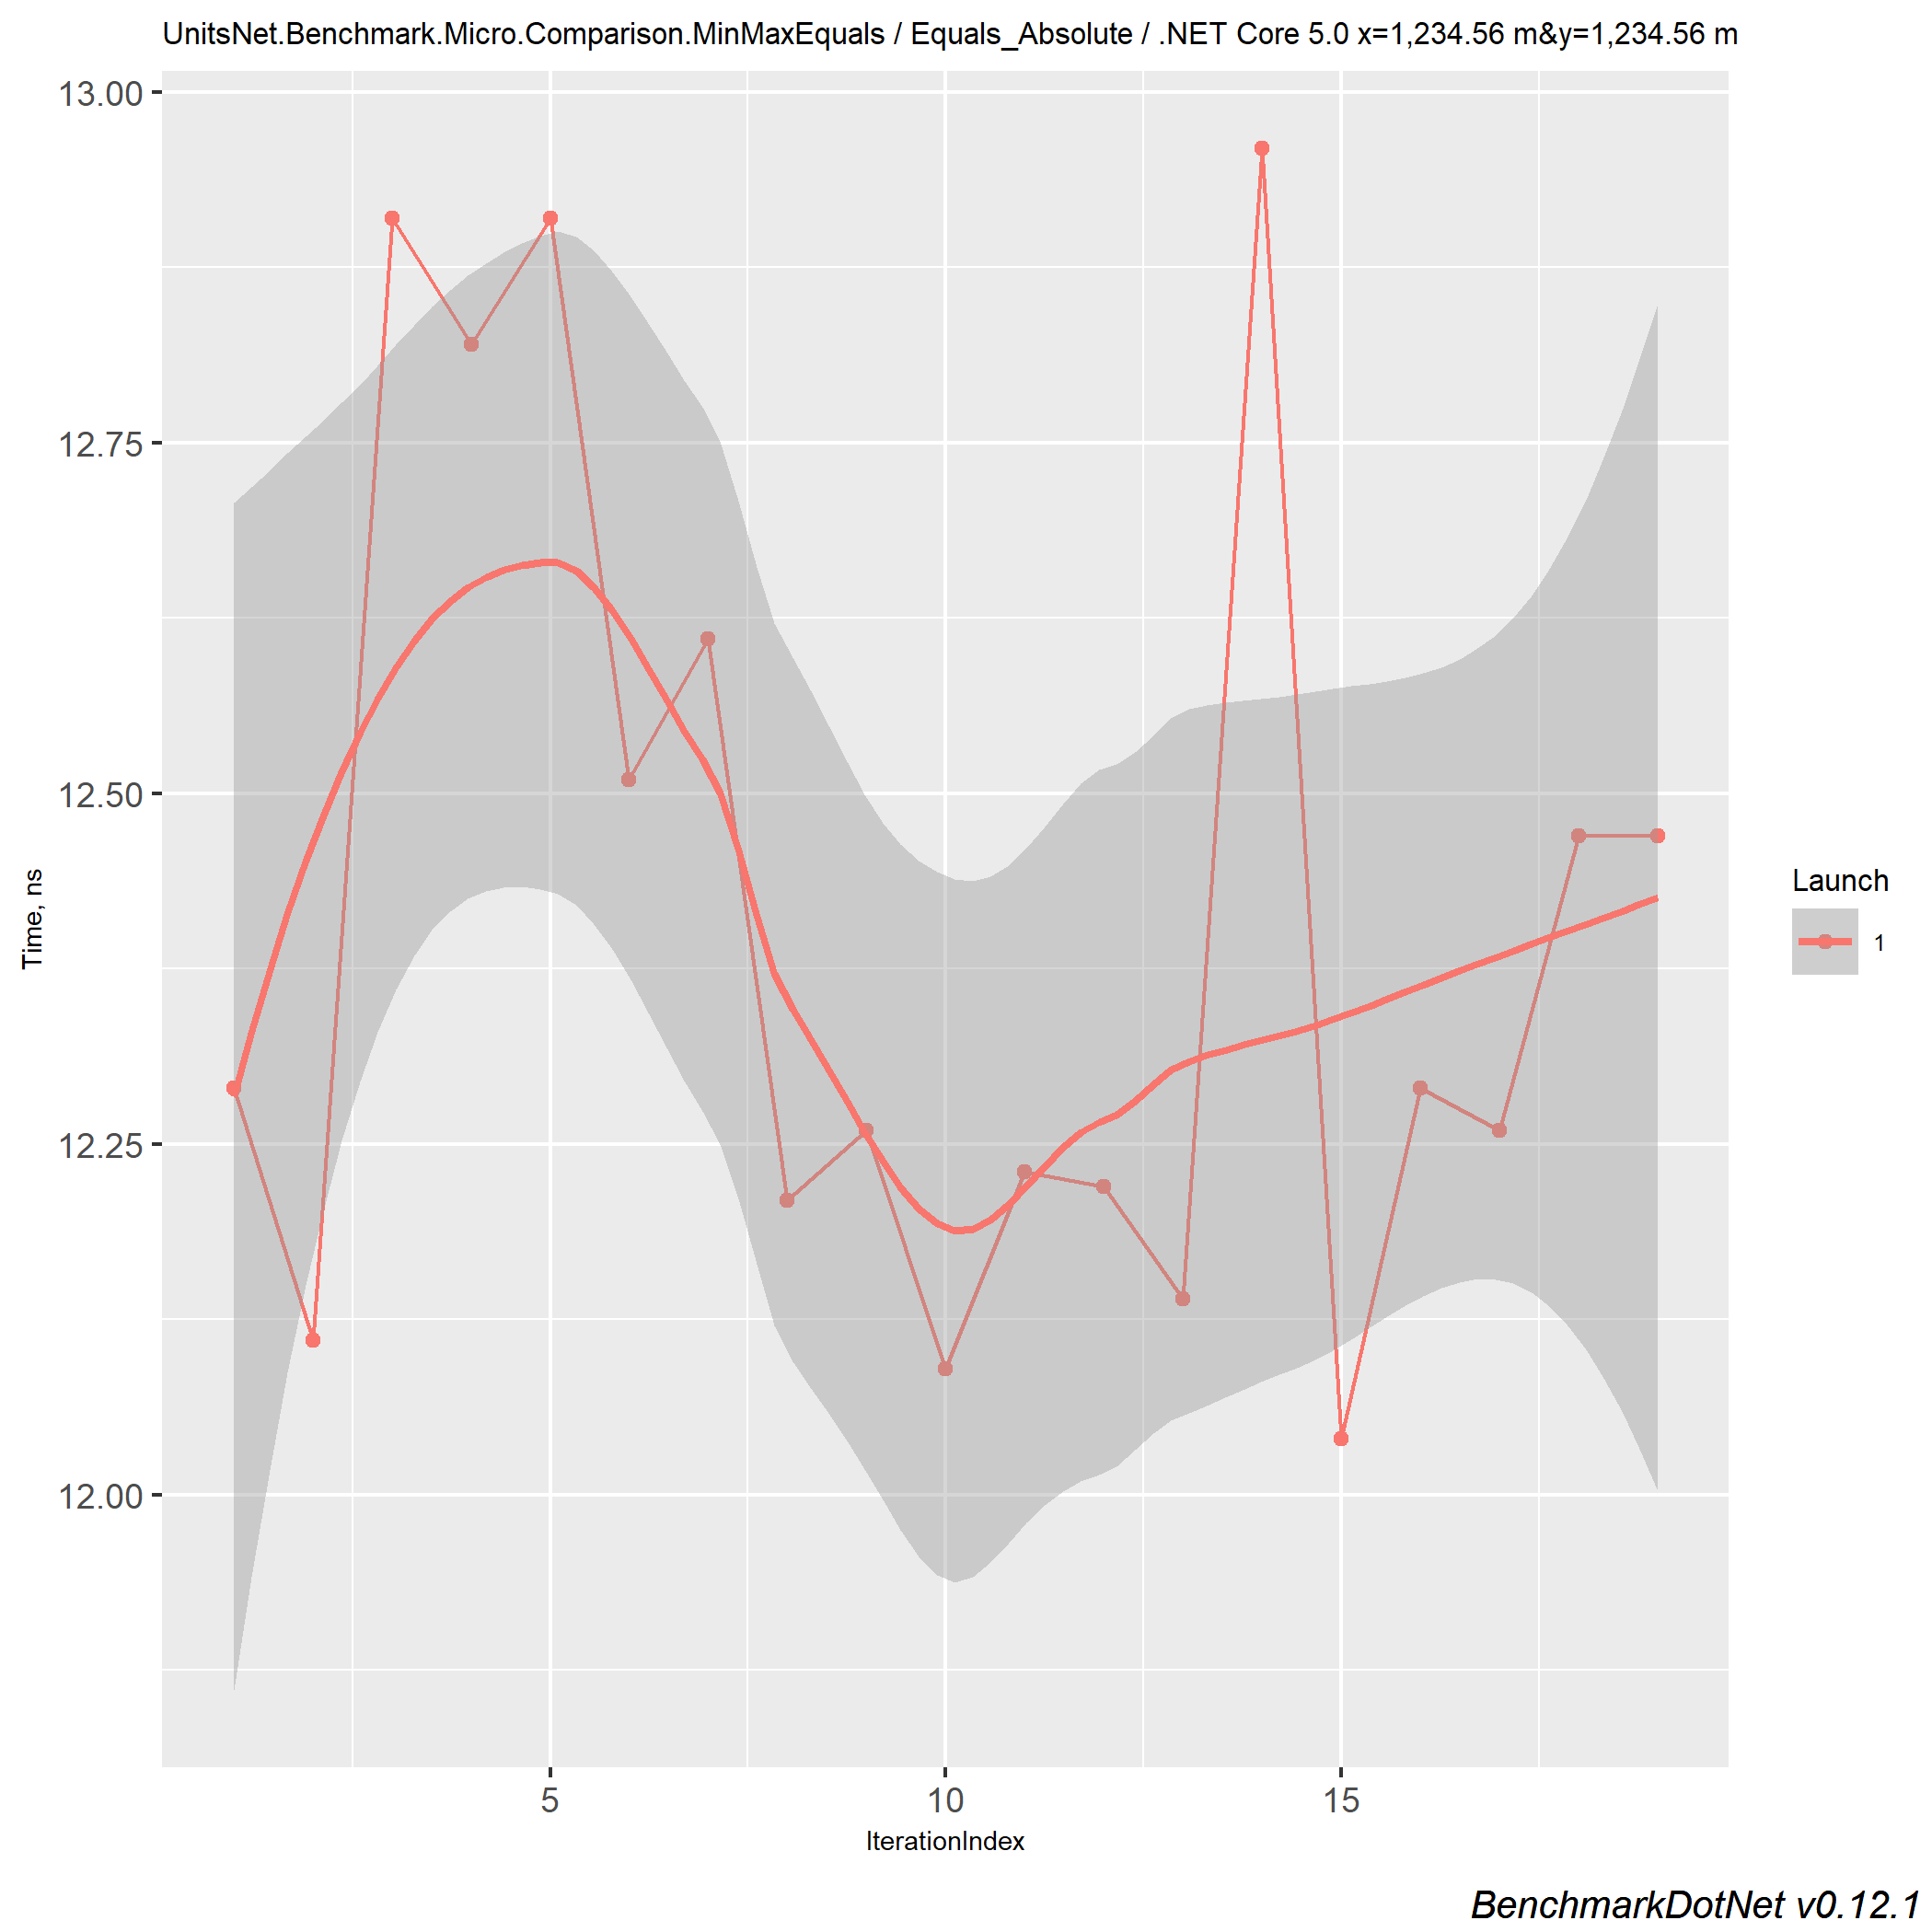 UnitsNet.Benchmark.Micro.Comparison.MinMaxEquals / Equals_Absolute / .NET Core 5.0 x=1,234.56 m&y=1,234.56 m
13.00
12.75
12.50
12.25
12.00
Time, ns
5
10
15
IterationIndex
Launch
1
BenchmarkDotNet v0.12.1